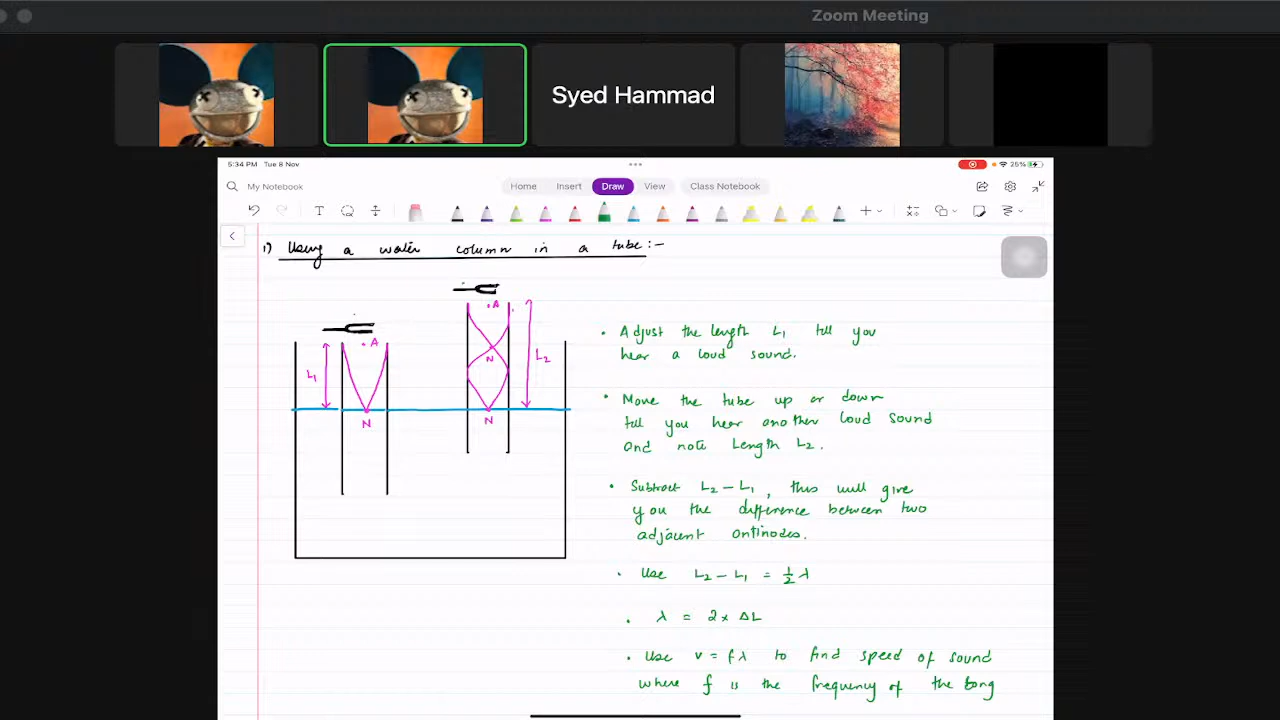 Zoom Meeting
Syed Hammad
5:34 PM Tue 8 Nov
25%
My Notebook
Home Insert Draw View Class Notebook
1) Using a water column in a tube:-
A
A
L1
N
L2
N
N
• Adjust the length L1 till you
hear a loud sound.
• Move the tube up or down
till you hear another loud sound
and note length L2.
• Subtract L2 - L1, this will give
you the difference between two
adjacent antinodes.
• Use L2 - L1 = 1/2 λ
• λ = 2 x ΔL
• Use v = fλ to find speed of sound
where f is the frequency of the tong